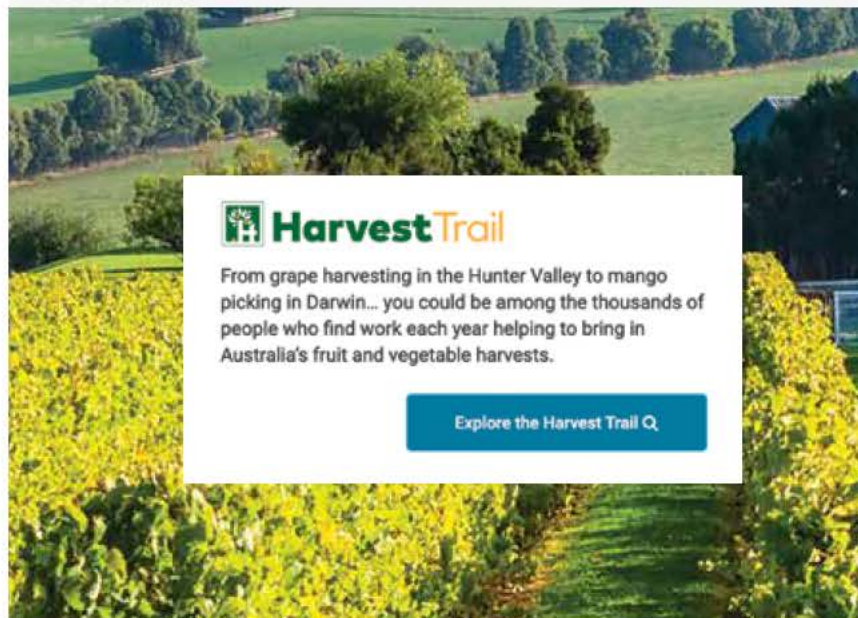 HarvestTrail
From grape harvesting in the Hunter Valley to mango
picking in Darwin... you could be among the thousands of
people who find work each year helping to bring in
Australia's fruit and vegetable harvests.
Explore the Harvest Trail